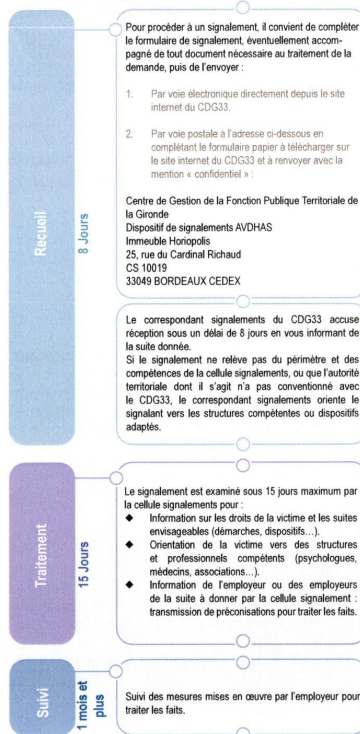 Recueil
8 Jours
Pour procéder à un signalement, il convient de compléter
le formulaire de signalement, éventuellement accom-
pagné de tout document nécessaire au traitement de la
demande, puis de l'envoyer :
1. Par voie électronique directement depuis le site
internet du CDG33.
2. Par voie postale à l'adresse ci-dessous en
complétant le formulaire papier à télécharger sur
le site internet du CDG33 et à renvoyer avec la
mention « confidentiel » :
Centre de Gestion de la Fonction Publique Territoriale de
la Gironde
Dispositif de signalements AVDHAS
Immeuble Horiopolis
25, rue du Cardinal Richaud
CS 10019
33049 BORDEAUX CEDEX
Le correspondant signalements du CDG33 accuse
réception sous un délai de 8 jours en vous informant de
la suite donnée.
Si le signalement ne relève pas du périmètre et des
compétences de la cellule signalements, ou que l'autorité
territoriale dont il s'agit n'a pas conventionné avec
le CDG33, le correspondant signalements oriente le
signalant vers les structures compétentes ou dispositifs
adaptés.
Traitement
15 Jours
Le signalement est examiné sous 15 jours maximum par
la cellule signalements pour :
◆ Information sur les droits de la victime et les suites
envisageables (démarches, dispositifs…).
◆ Orientation de la victime vers des structures
et professionnels compétents (psychologues,
médecins, associations…).
◆ Information de l'employeur ou des employeurs
de la suite à donner par la cellule signalement :
transmission de préconisations pour traiter les faits.
Suivi
1 mois et
plus
Suivi des mesures mises en œuvre par l'employeur pour
traiter les faits.